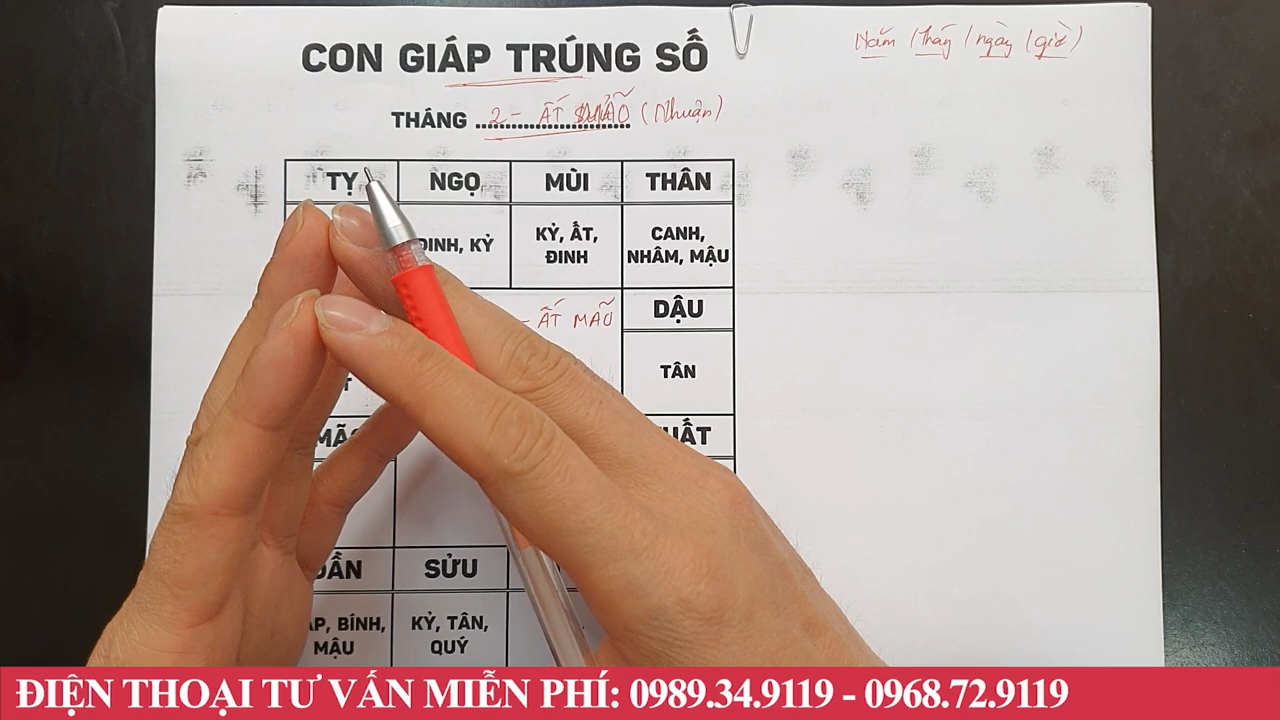 CON GIÁP TRÚNG SỐ
Năm / tháng / ngày / giờ)
THÁNG 2 - ẤT MÃO (Nhuận)
TỴ NGỌ MÙI THÂN
ĐINH, KỶ
KỶ, ẤT,
ĐINH
CANH,
NHÂM, MẬU
- ẤT MÃO
DẬU
TÂN
SỬU
BÍNH,
MẬU
KỶ, TÂN,
QUÝ
ĐIỆN THOẠI TƯ VẤN MIỄN PHÍ: 0989.34.9119 - 0968.72.9119